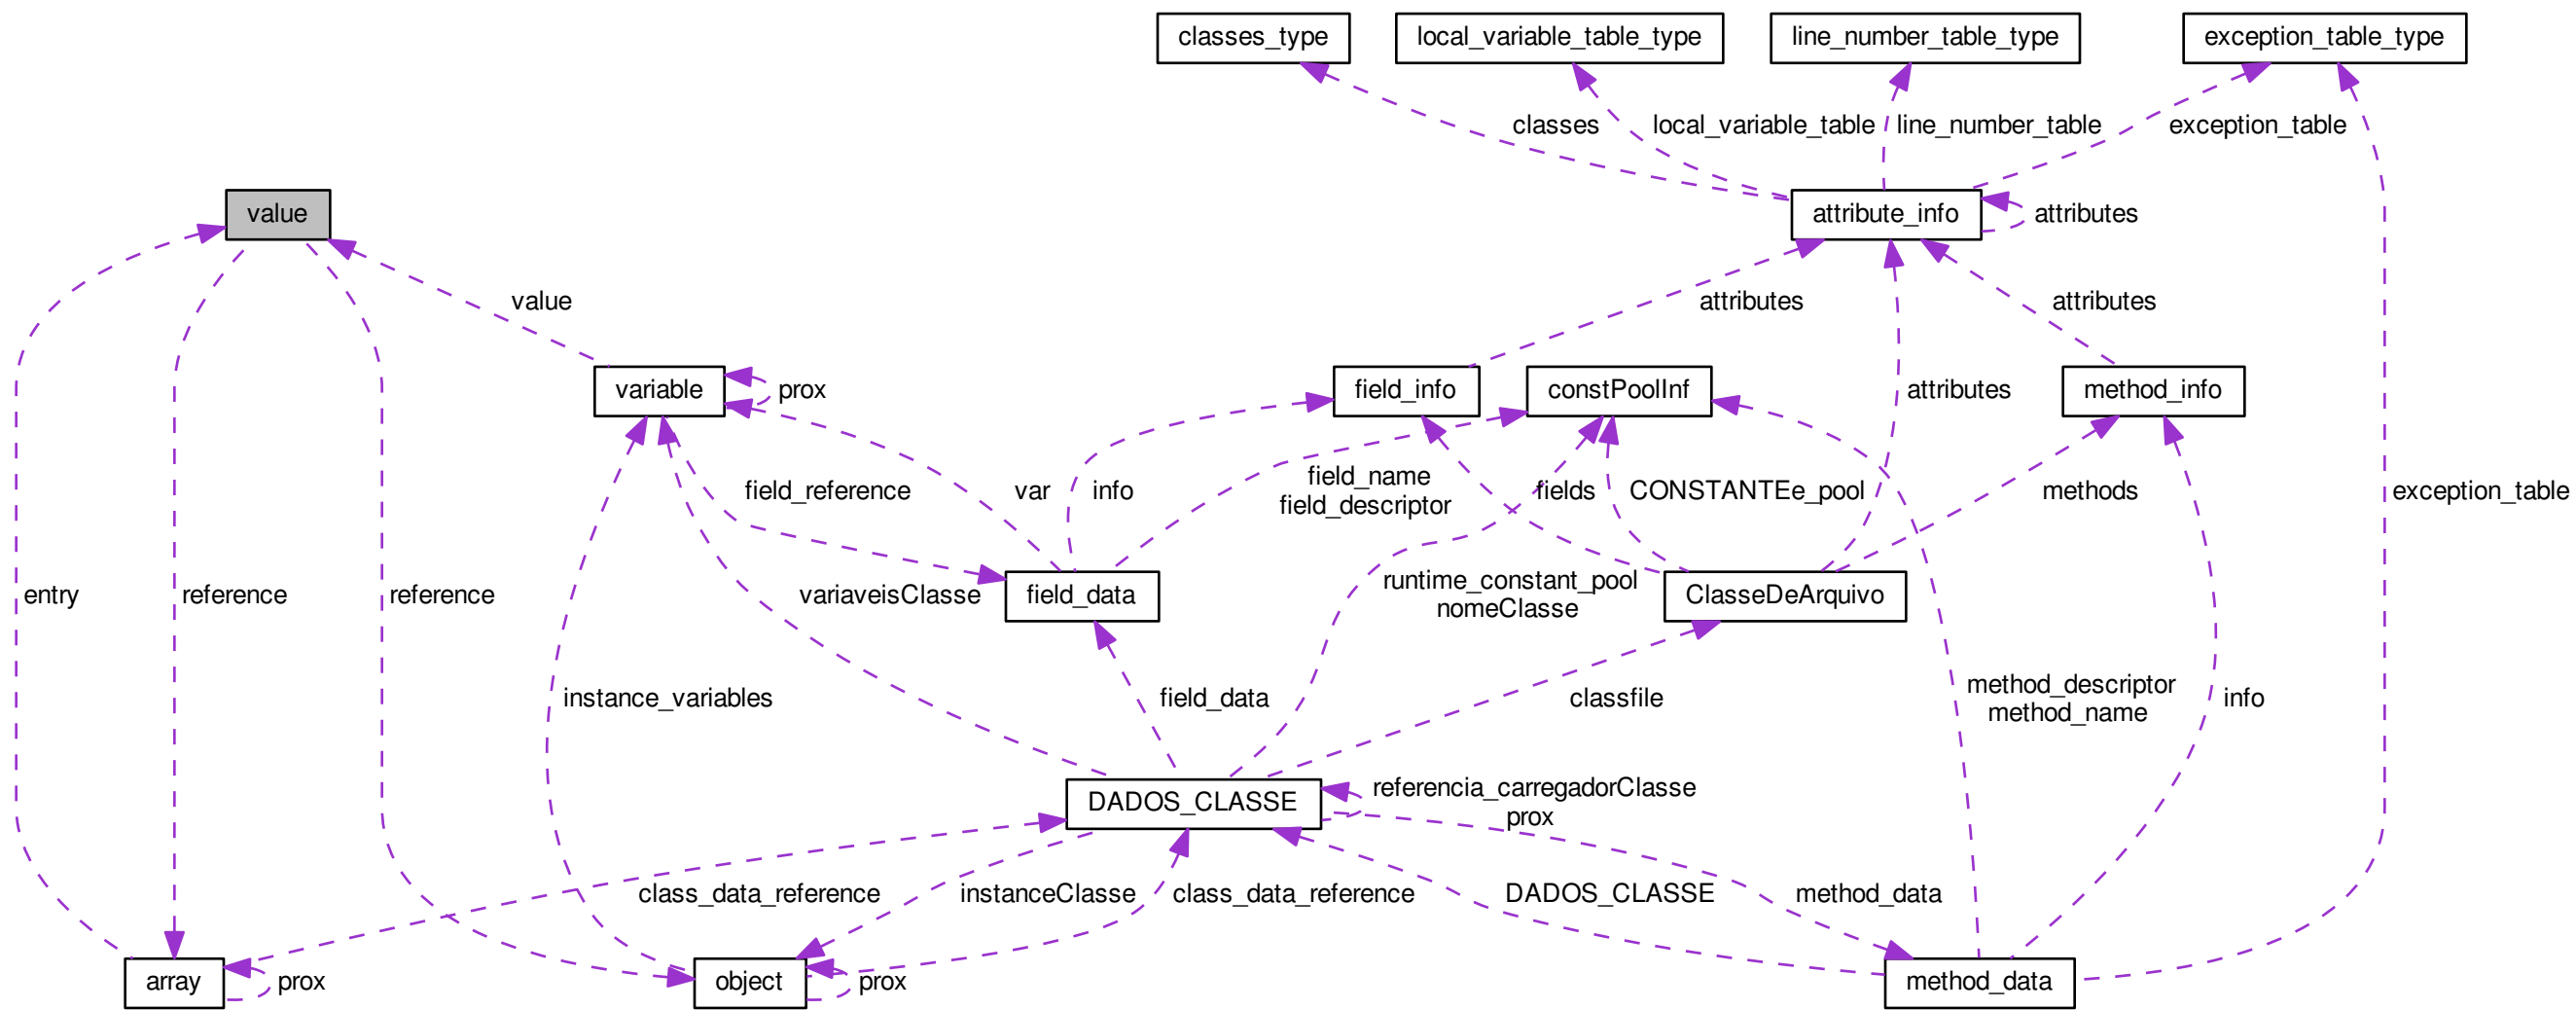 classes_type
local_variable_table_type
line_number_table_type
exception_table_type
classes
local_variable_table
line_number_table
exception_table
value
attribute_info
attributes
value
attributes
attributes
variable
prox
field_info
constPoolInf
attributes
method_info
field_reference
var
info
field_name
field_descriptor
fields
CONSTANTEe_pool
methods
exception_table
entry
reference
reference
variaveisClasse
field_data
runtime_constant_pool
nomeClasse
ClasseDeArquivo
instance_variables
field_data
classfile
method_descriptor
method_name
info
DADOS_CLASSE
referencia_carregadorClasse
prox
class_data_reference
instanceClasse
class_data_reference
DADOS_CLASSE
method_data
array
prox
object
prox
method_data